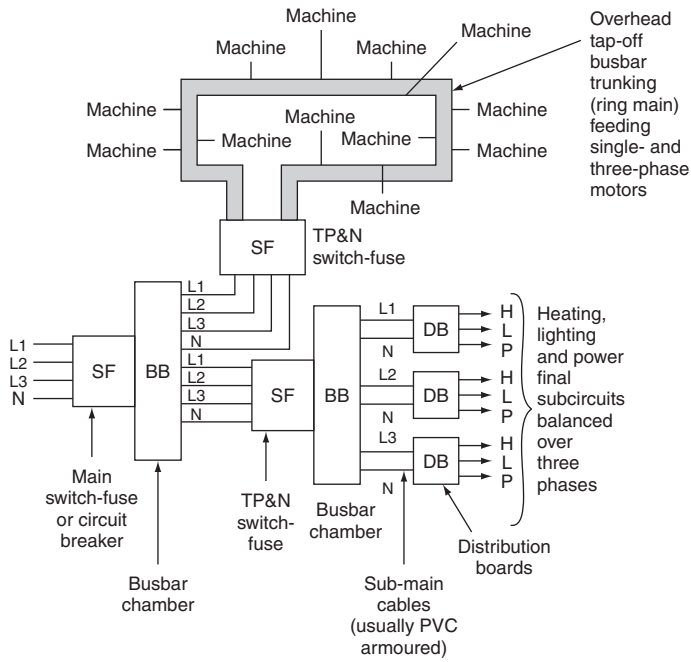 Machine
Machine
Machine
Machine
Overhead
tap-off
busbar
trunking
(ring main)
feeding
single- and
three-phase
motors
Machine
Machine
Machine
Machine
Machine
Machine
Machine
Machine
Machine
SF
TP&N
switch-fuse
L1
L2
L3
N
L1
L2
L3
N
SF
BB
L1
L2
L3
N
SF
BB
L1
N
DB
H
L
P
L2
N
DB
H
L
P
L3
N
DB
H
L
P
Heating,
lighting
and power
final
subcircuits
balanced
over
three
phases
Main
switch-fuse
or circuit
breaker
Busbar
chamber
TP&N
switch-
fuse
Busbar
chamber
Sub-main
cables
(usually PVC
armoured)
Distribution
boards